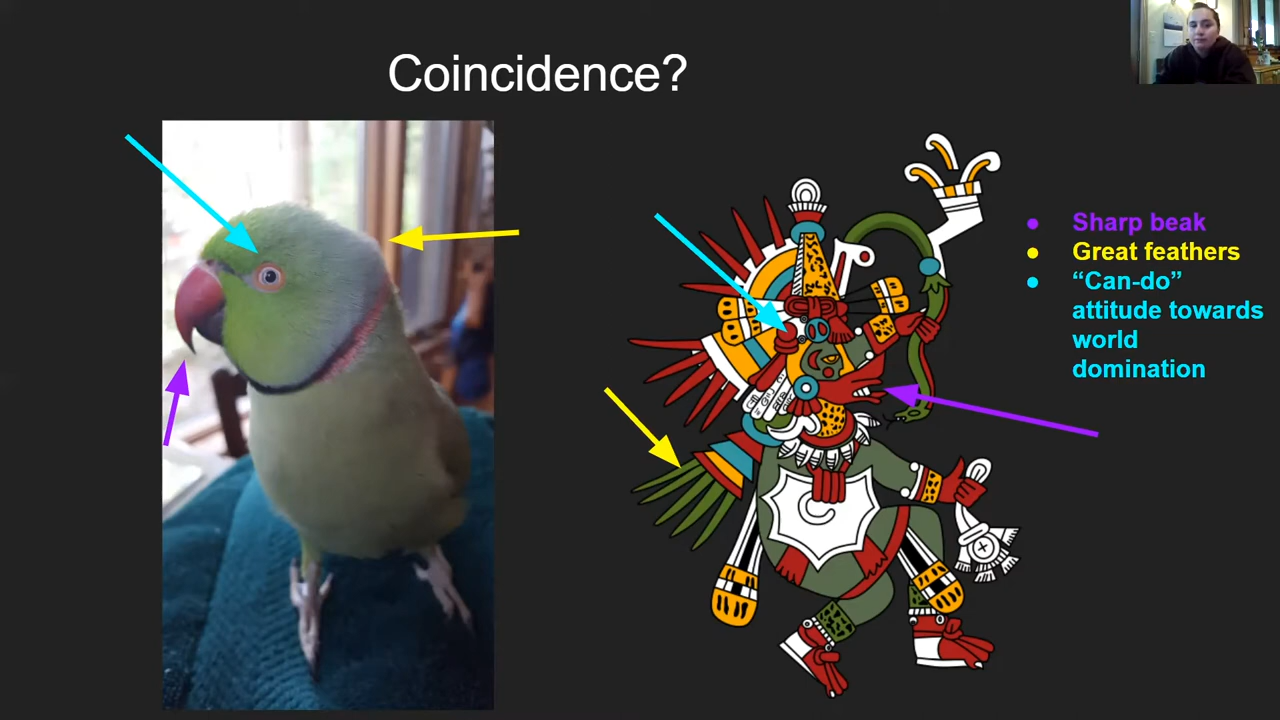 Coincidence?
Sharp beak
Great feathers
“Can-do”
attitude towards
world
domination